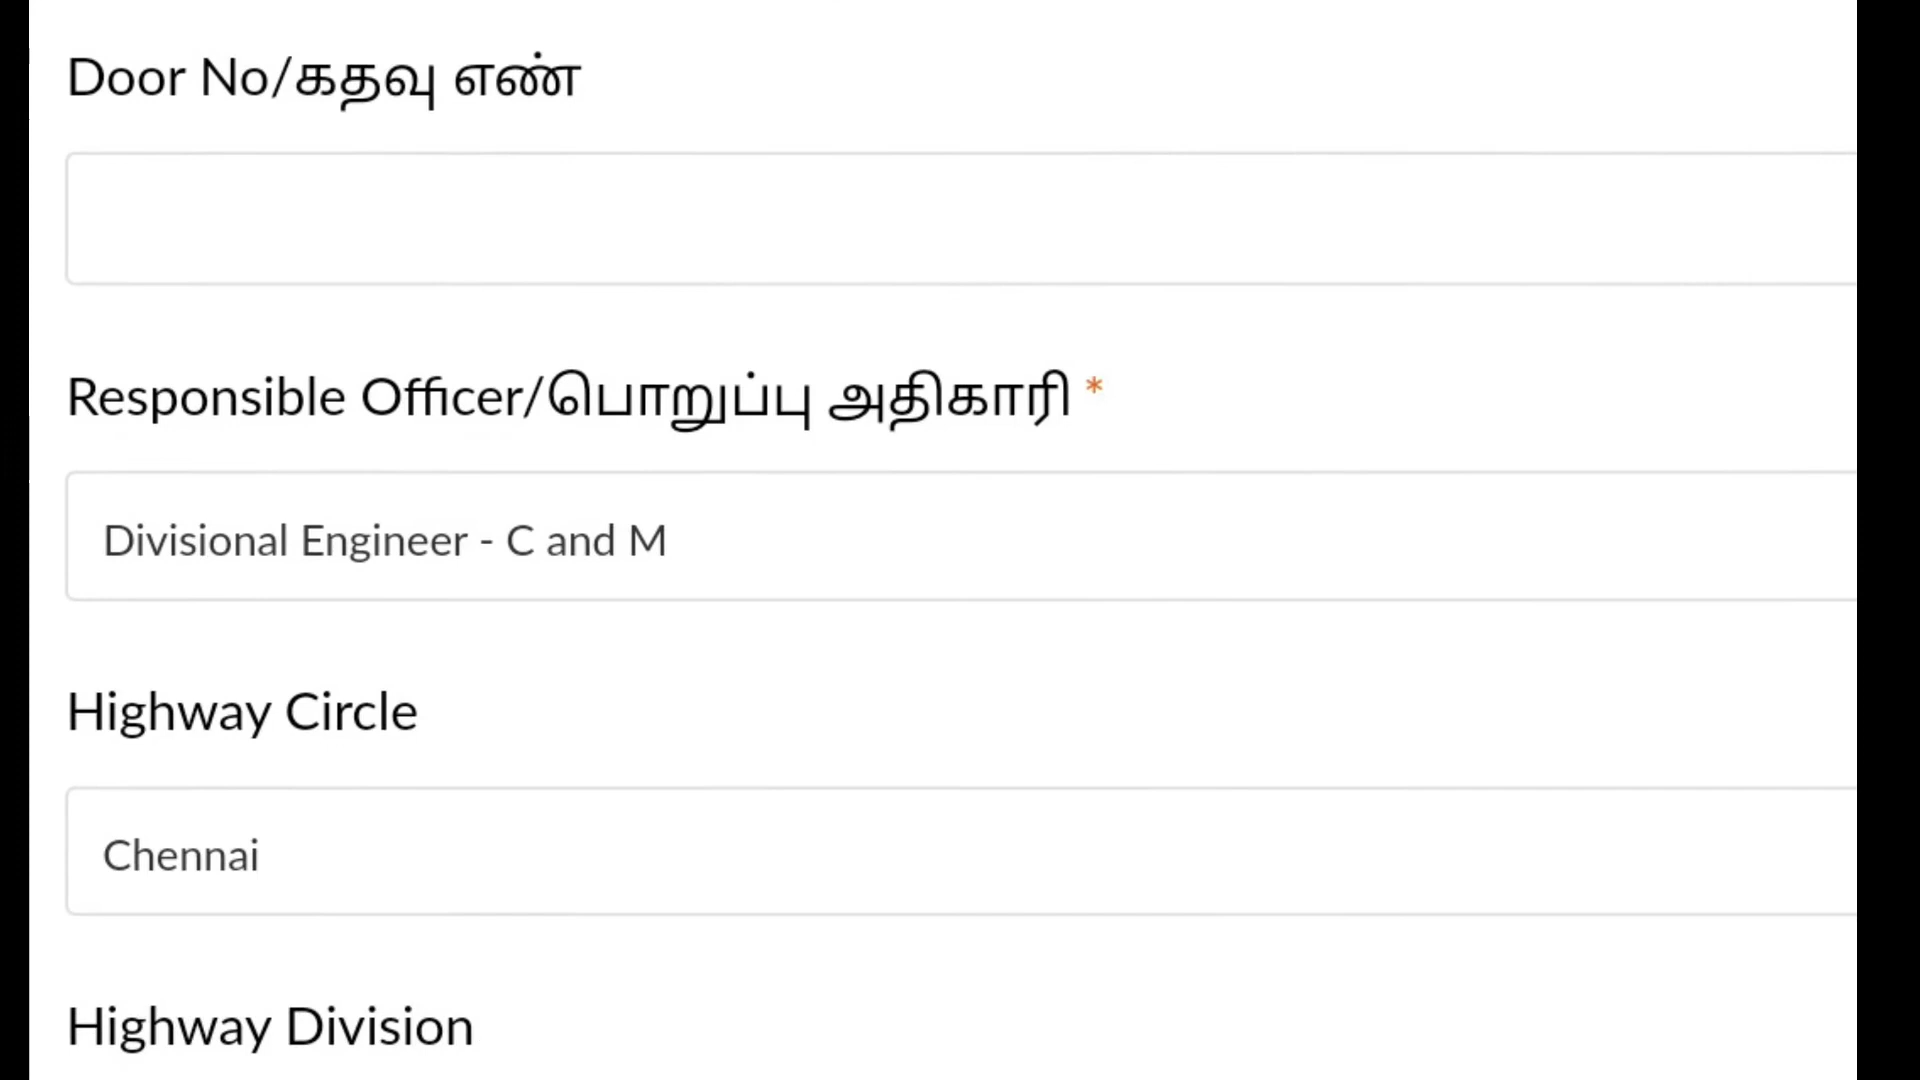 Door No/கதவு எண்
Responsible Officer/பொறுப்பு அதிகாரி *
Divisional Engineer - C and M
Highway Circle
Chennai
Highway Division